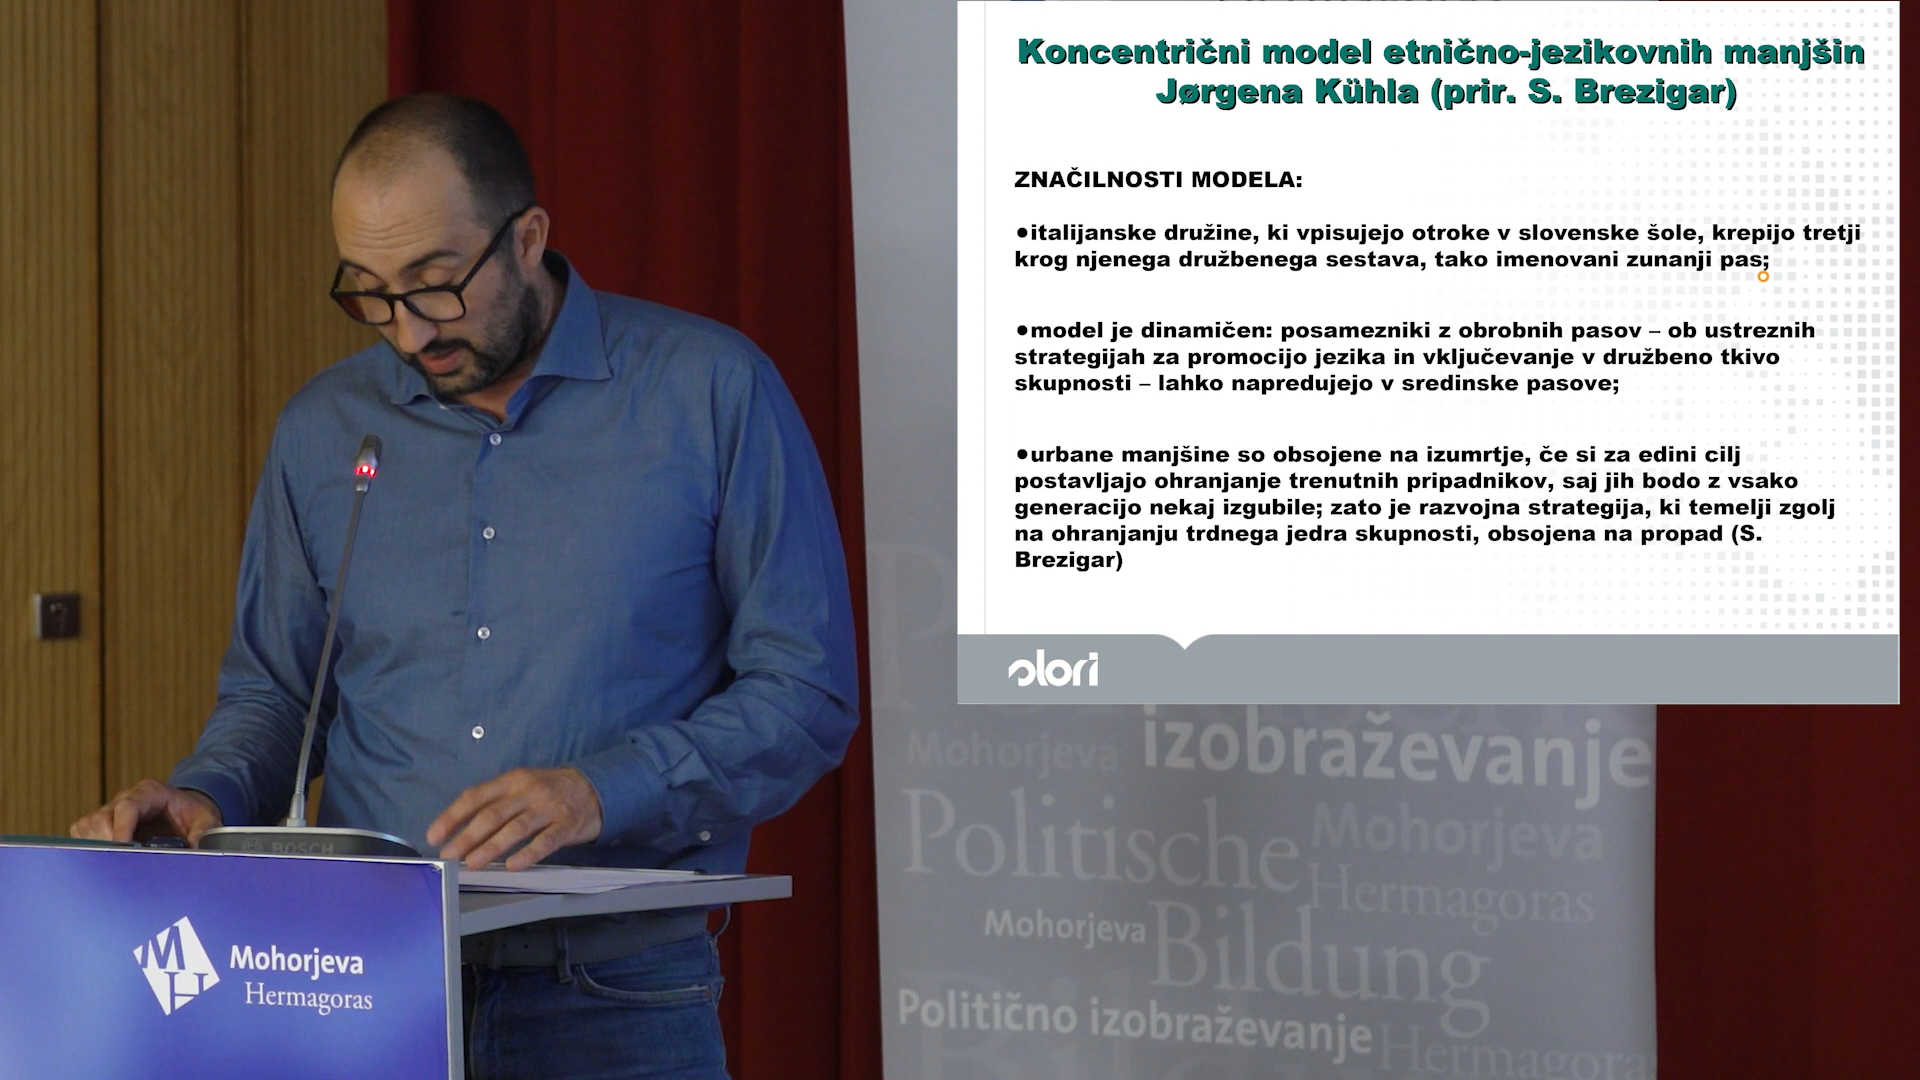 Koncentrični model etnično-jezikovnih manjšin
Jørgena Kühla (prir. S. Brezigar)
ZNAČILNOSTI MODELA:
●italijanske družine, ki vpisujejo otroke v slovenske šole, krepijo tretji
krog njenega družbenega sestava, tako imenovani zunanji pas;
●model je dinamičen: posamezniki z obrobnih pasov – ob ustreznih
strategijah za promocijo jezika in vključevanje v družbeno tkivo
skupnosti – lahko napredujejo v sredinske pasove;
●urbane manjšine so obsojene na izumrtje, če si za edini cilj
postavljajo ohranjanje trenutnih pripadnikov, saj jih bodo z vsako
generacijo nekaj izgubile; zato je razvojna strategija, ki temelji zgolj
na ohranjanju trdnega jedra skupnosti, obsojena na propad (S.
Brezigar)
slori
Mohorjeva
izobraževanje
Politische
Mohorjeva
Hermagoras
Mohorjeva
Bildung
Politično izobraževanje
Hermagora
BOSCH
MH
Mohorjeva
Hermagoras